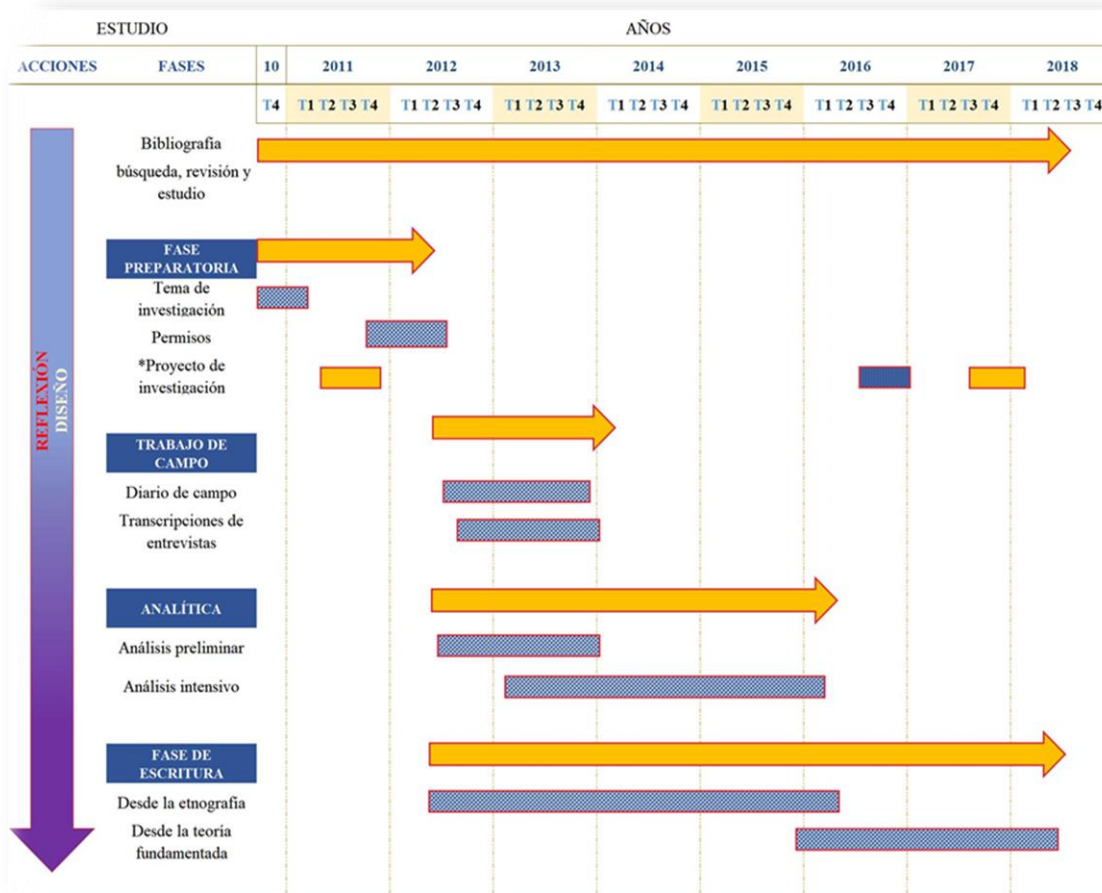 ESTUDIO AÑOS
ACCIONES FASES 10 2011 2012 2013 2014 2015 2016 2017 2018
T4 T1 T2 T3 T4 T1 T2 T3 T4 T1 T2 T3 T4 T1 T2 T3 T4 T1 T2 T3 T4 T1 T2 T3 T4 T1 T2 T3 T4 T1 T2 T3 T4
REFLEXIÓN
DISEÑO
Bibliografía
búsqueda, revisión y
estudio
FASE
PREPARATORIA
Tema de
investigación
Permisos
*Proyecto de
investigación
TRABAJO DE
CAMPO
Diario de campo
Transcripciones de
entrevistas
ANALÍTICA
Análisis preliminar
Análisis intensivo
FASE DE
ESCRITURA
Desde la etnografía
Desde la teoría
fundamentada